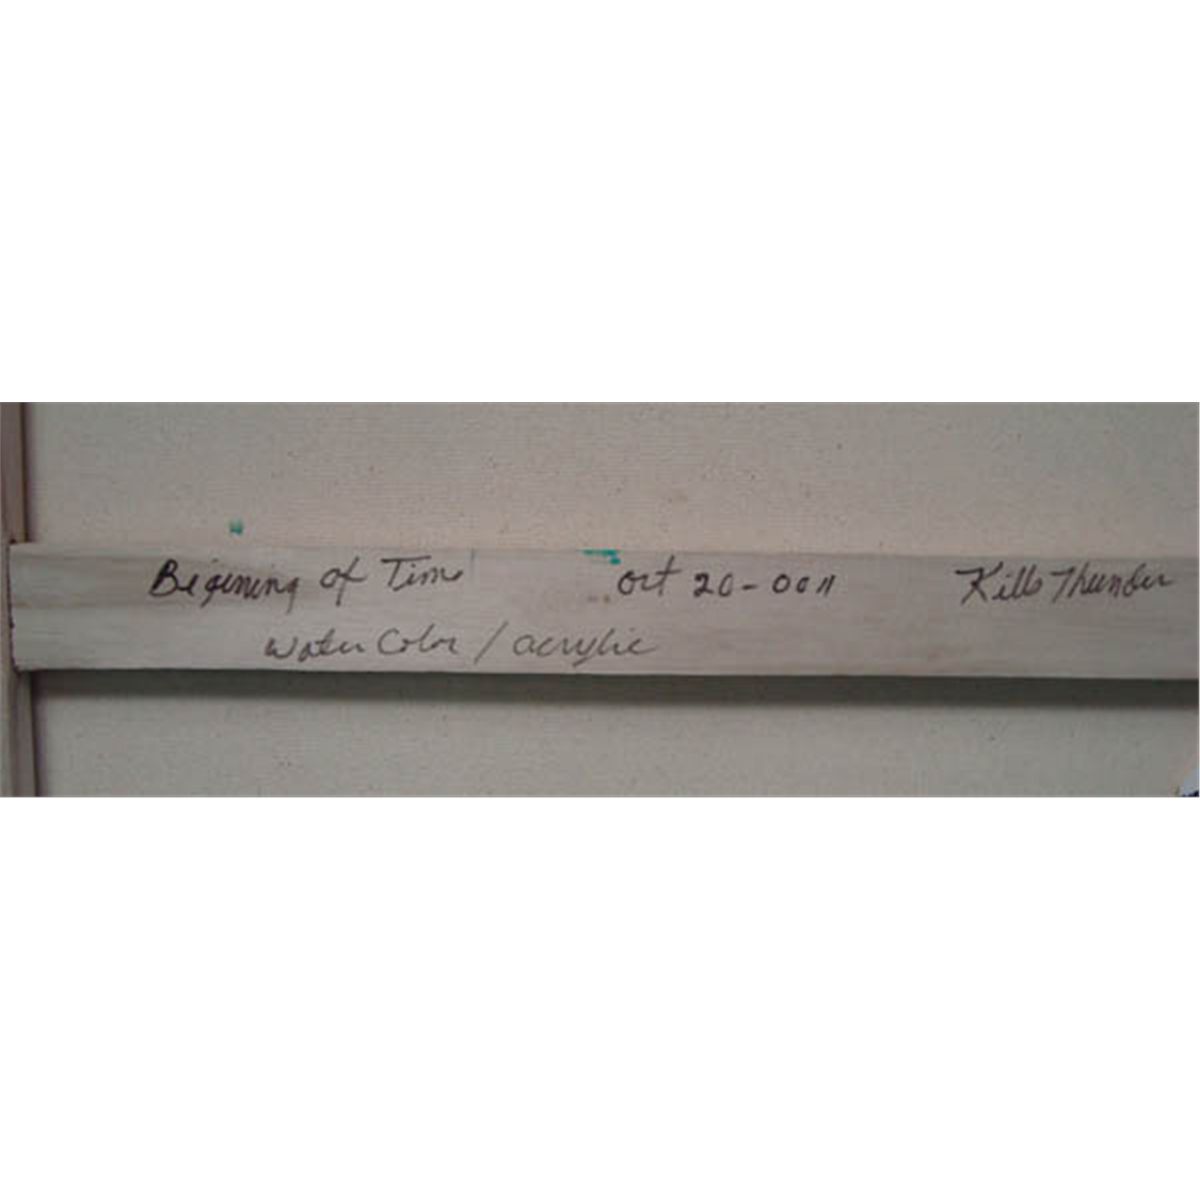 Begining of Time oct 20-0011 Kills Thunder
Water Color / acrylic